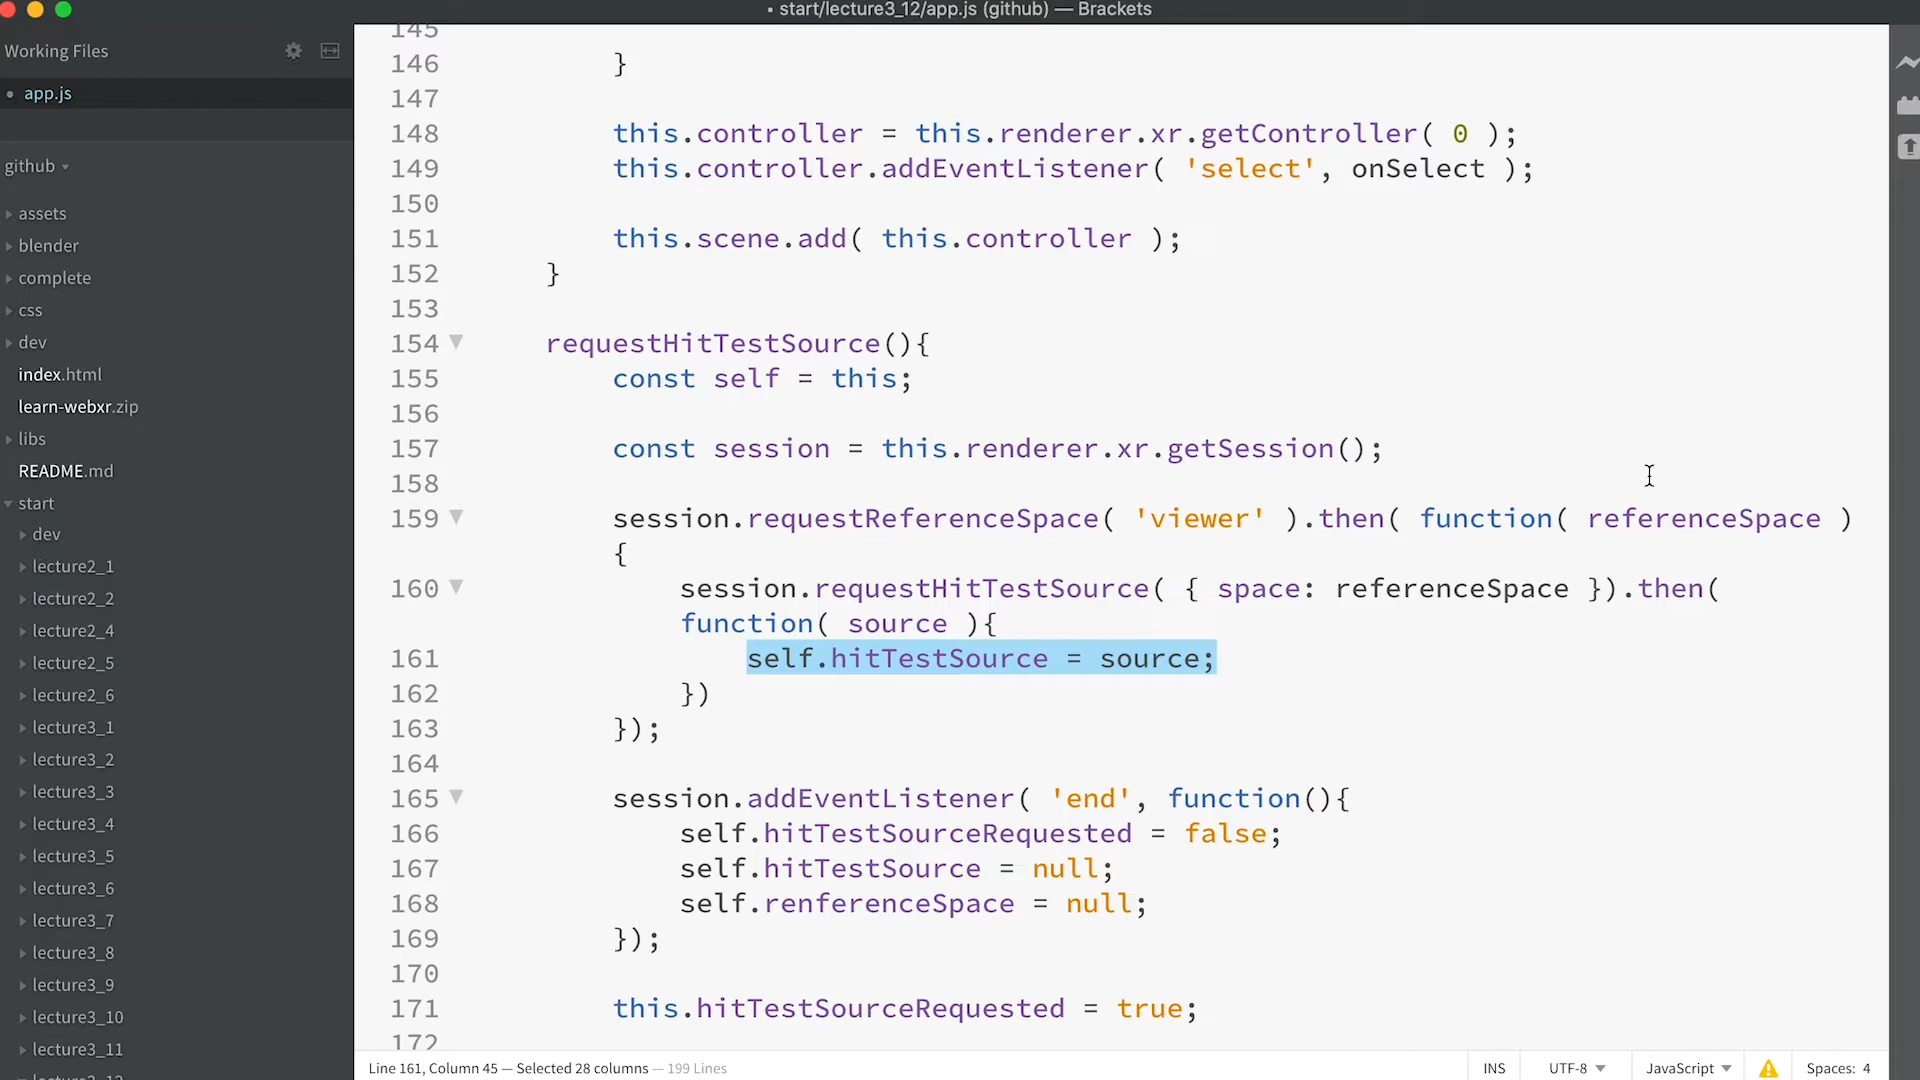 • start/lecture3_12/app.js (github) — Brackets
Working Files
• app.js
github
assets
blender
complete
css
dev
index.html
learn-webxr.zip
libs
README.md
start
dev
lecture2_1
lecture2_2
lecture2_4
lecture2_5
lecture2_6
lecture3_1
lecture3_2
lecture3_3
lecture3_4
lecture3_5
lecture3_6
lecture3_7
lecture3_8
lecture3_9
lecture3_10
lecture3_11
145
146 }
147
148 this.controller = this.renderer.xr.getController( 0 );
149 this.controller.addEventListener( 'select', onSelect );
150
151 this.scene.add( this.controller );
152 }
153
154 requestHitTestSource(){
155 const self = this;
156
157 const session = this.renderer.xr.getSession();
158
159 session.requestReferenceSpace( 'viewer' ).then( function( referenceSpace )
{
160 session.requestHitTestSource( { space: referenceSpace }).then(
function( source ){
161 self.hitTestSource = source;
162 })
163 });
164
165 session.addEventListener( 'end', function(){
166 self.hitTestSourceRequested = false;
167 self.hitTestSource = null;
168 self.renferenceSpace = null;
169 });
170
171 this.hitTestSourceRequested = true;
172
Line 161, Column 45 — Selected 28 columns — 199 Lines
INS UTF-8 JavaScript Spaces: 4